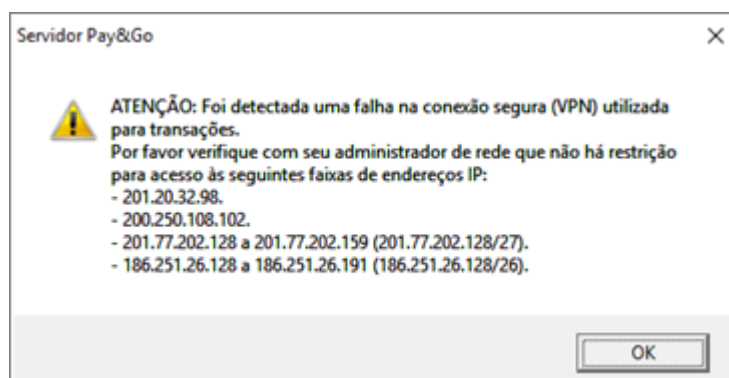 Servidor Pay&Go
ATENÇÃO: Foi detectada uma falha na conexão segura (VPN) utilizada
para transações.
Por favor verifique com seu administrador de rede que não há restrição
para acesso às seguintes faixas de endereços IP:
- 201.20.32.98.
- 200.250.108.102.
- 201.77.202.128 a 201.77.202.159 (201.77.202.128/27).
- 186.251.26.128 a 186.251.26.191 (186.251.26.128/26).
OK